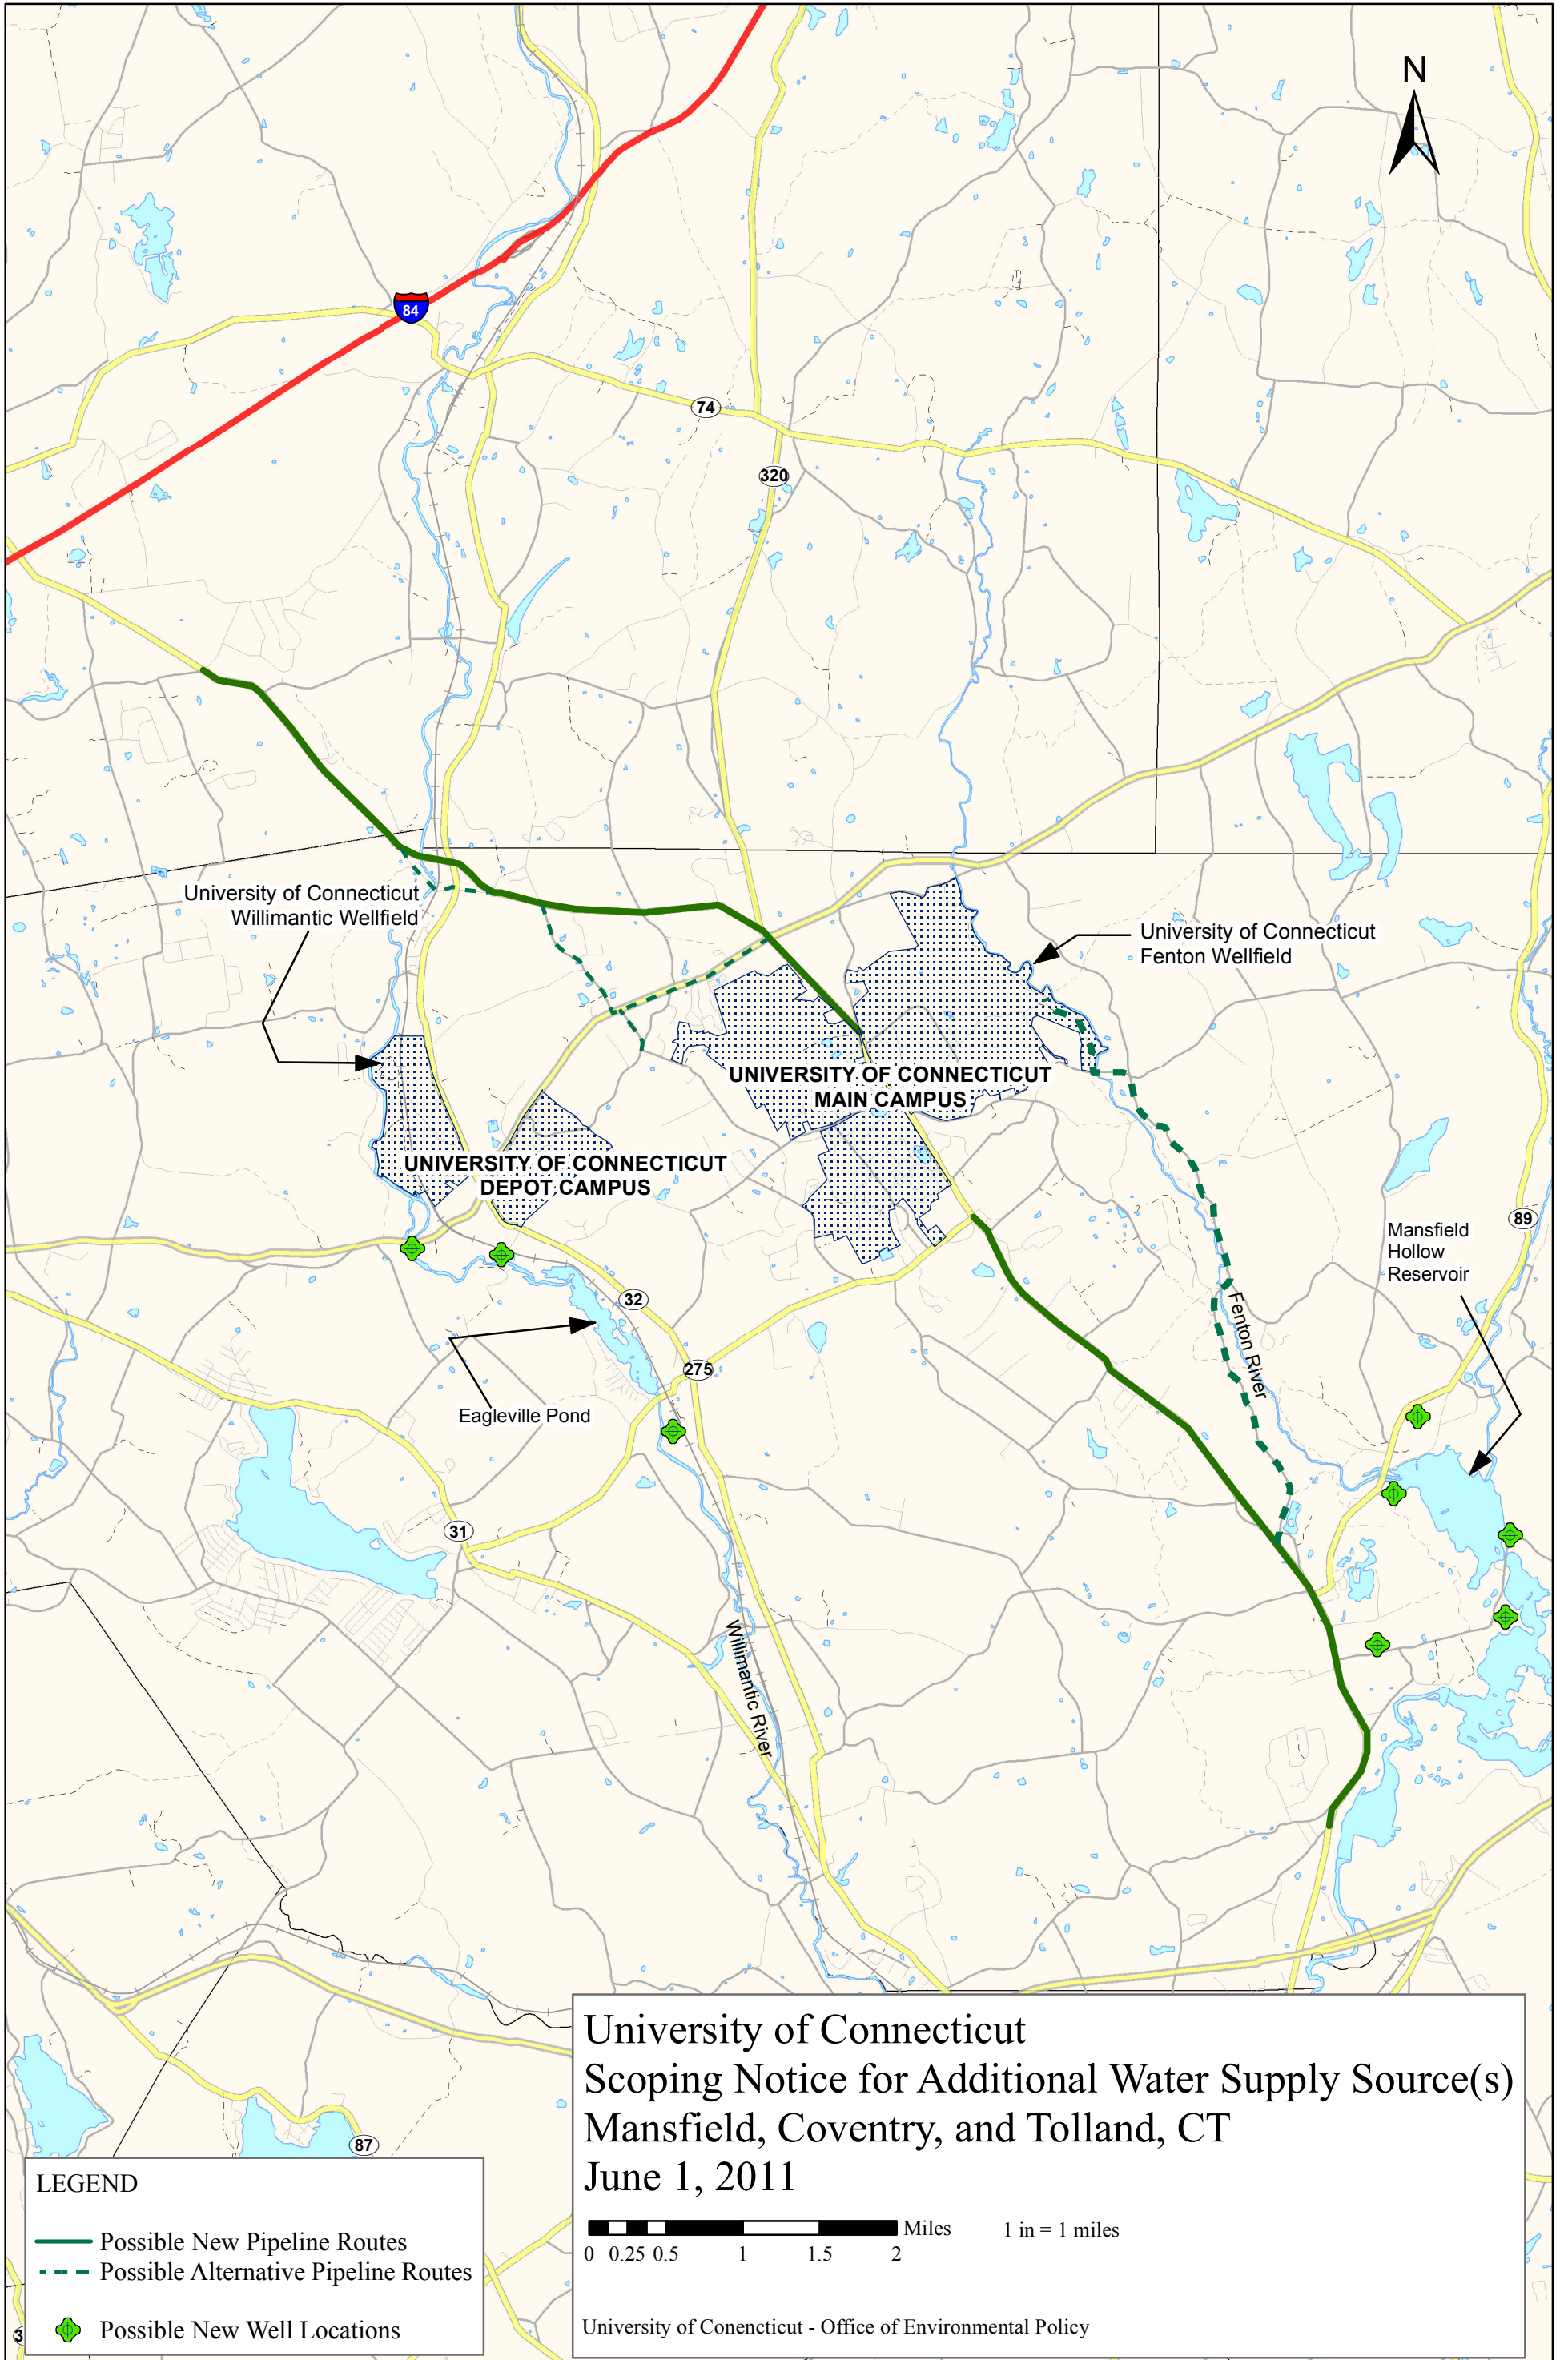 N
84
74
320
University of Connecticut
Willimantic Wellfield
University of Connecticut
Fenton Wellfield
UNIVERSITY OF CONNECTICUT
MAIN CAMPUS
UNIVERSITY OF CONNECTICUT
DEPOT CAMPUS
89
Mansfield
Hollow
Reservoir
32
Fenton River
275
Eagleville Pond
31
Willimantic River
87
3
University of Connecticut
Scoping Notice for Additional Water Supply Source(s)
Mansfield, Coventry, and Tolland, CT
June 1, 2011
Miles
1 in = 1 miles
0 0.25 0.5 1 1.5 2
University of Conencticut - Office of Environmental Policy
LEGEND
Possible New Pipeline Routes
Possible Alternative Pipeline Routes
Possible New Well Locations